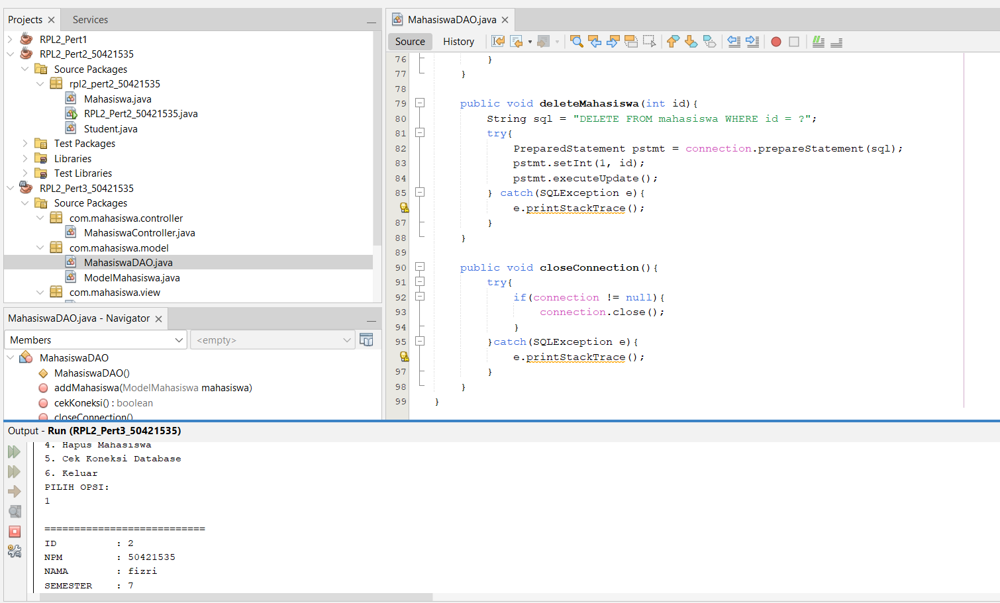 Projects
Services
RPL2_Pert1
RPL2_Pert2_50421535
Source Packages
rpl2_pert2_50421535
Mahasiswa.java
RPL2_Pert2_50421535.java
Student.java
Test Packages
Libraries
Test Libraries
RPL2_Pert3_50421535
Source Packages
com.mahasiswa.controller
MahasiswaController.java
com.mahasiswa.model
MahasiswaDAO.java
ModelMahasiswa.java
com.mahasiswa.view
MahasiswaDAO.java - Navigator
Members
<empty>
MahasiswaDAO
MahasiswaDAO()
addMahasiswa(ModelMahasiswa mahasiswa)
cekKoneksi() : boolean
closeConnection()
MahasiswaDAO.java
Source
History
76 }
77 }
78
79 public void deleteMahasiswa(int id){
80 String sql = "DELETE FROM mahasiswa WHERE id = ?";
81 try{
82 PreparedStatement pstmt = connection.prepareStatement(sql);
83 pstmt.setInt(1, id);
84 pstmt.executeUpdate();
85 } catch(SQLException e){
e.printStackTrace();
87 }
88 }
89
90 public void closeConnection(){
91 try{
92 if(connection != null){
93 connection.close();
94 }
95 }catch(SQLException e){
e.printStackTrace();
97 }
98 }
99 }
Output - Run (RPL2_Pert3_50421535)
4. Hapus Mahasiswa
5. Cek Koneksi Database
6. Keluar
PILIH OPSI:
1
===========================
ID : 2
NPM : 50421535
NAMA : fizri
SEMESTER : 7